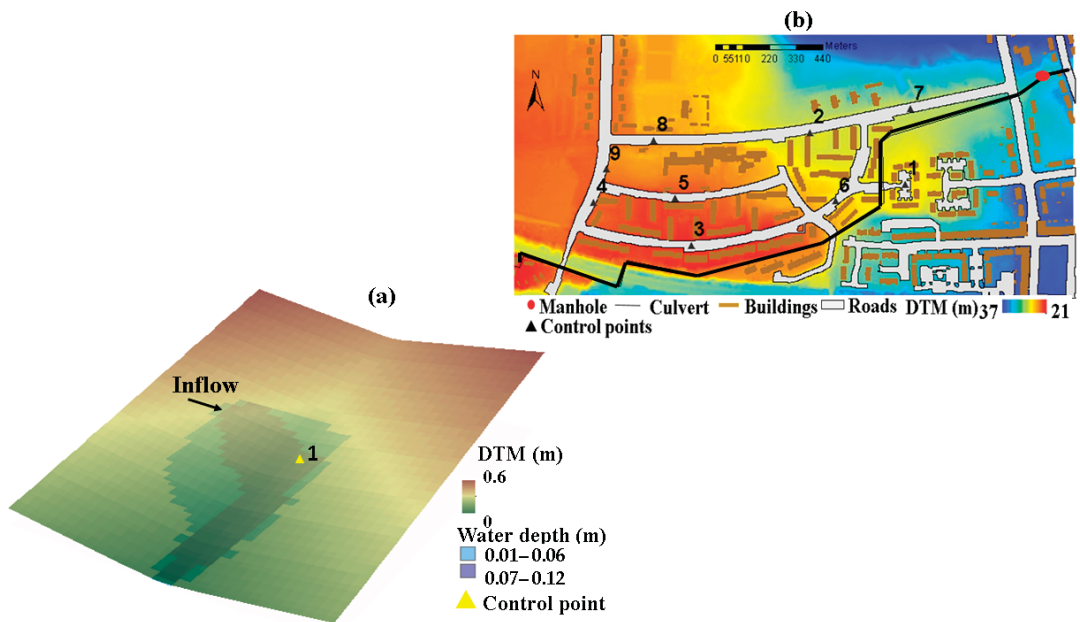 (b)
Meters
0 55110 220 330 440
N
7
2
8
9
1
6
5
4
3
Manhole Culvert Buildings Roads DTM (m) 37 21
Control points
(a)
Inflow
1
DTM (m)
0.6
0
Water depth (m)
0.01–0.06
0.07–0.12
Control point